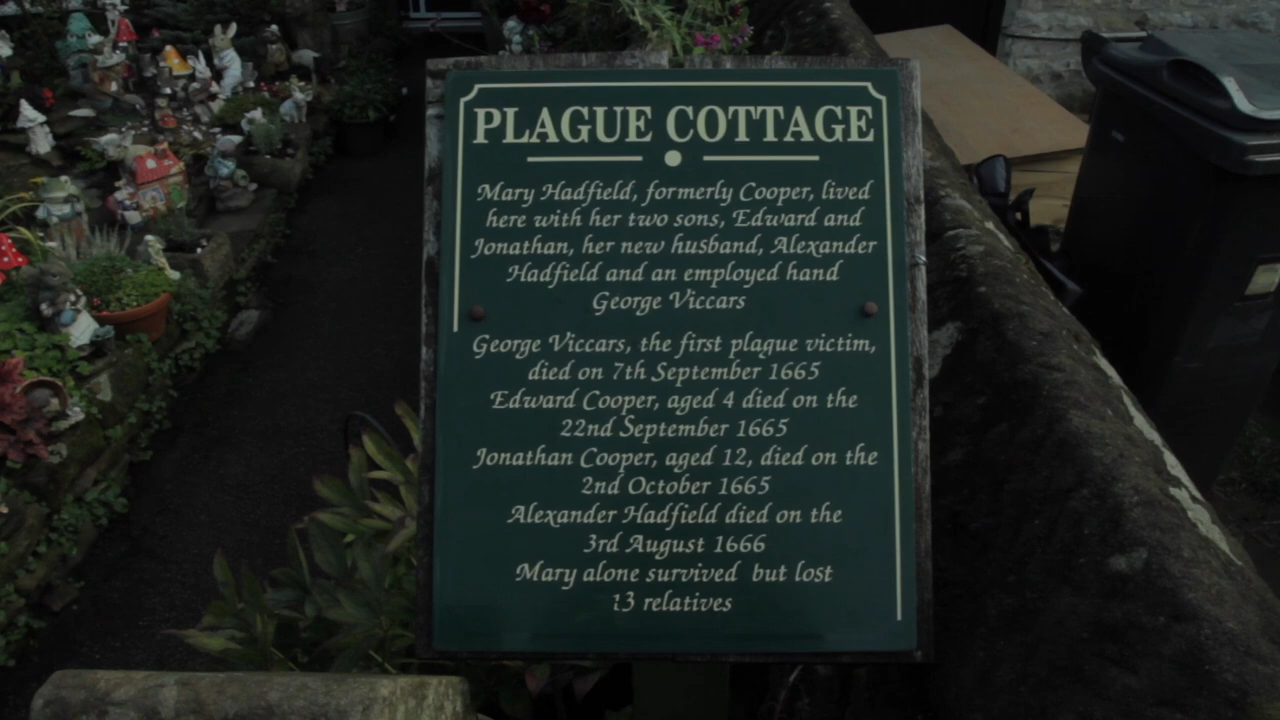 PLAGUE COTTAGE
Mary Hadfield, formerly Cooper, lived
here with her two sons, Edward and
Jonathan, her new husband, Alexander
Hadfield and an employed hand
George Viccars
George Viccars, the first plague victim,
died on 7th September 1665
Edward Cooper, aged 4 died on the
22nd September 1665
Jonathan Cooper, aged 12, died on the
2nd October 1665
Alexander Hadfield died on the
3rd August 1666
Mary alone survived but lost
13 relatives